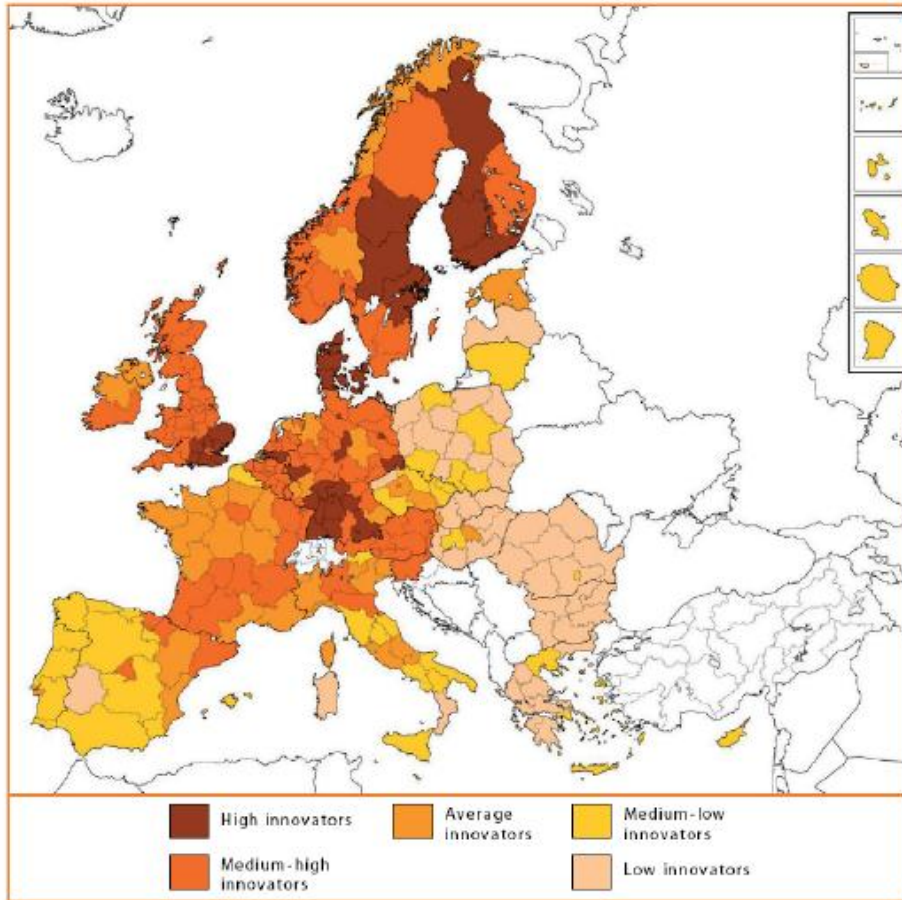 High innovators
Average
innovators
Medium-low
innovators
Medium-high
innovators
Low innovators